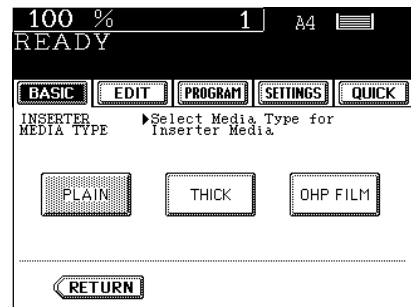 100 % 1 A4
READY
BASIC EDIT PROGRAM SETTINGS QUICK
INSERTER ▶Select Media Type for
MEDIA TYPE Inserter Media
PLAIN THICK OHP FILM
RETURN